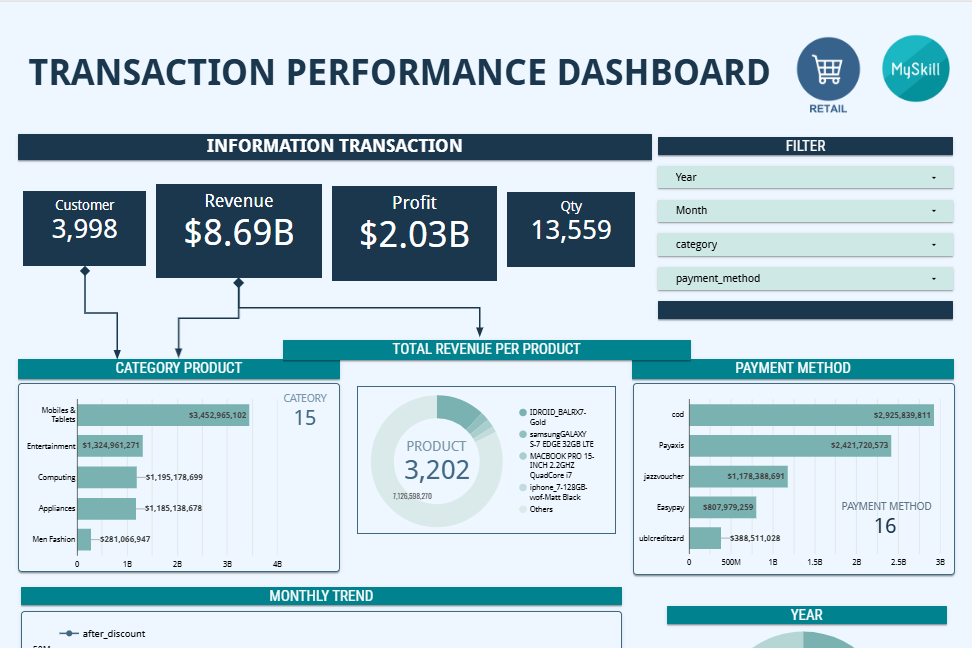 TRANSACTION PERFORMANCE DASHBOARD
RETAIL
MySkill
INFORMATION TRANSACTION
Customer
3,998
Revenue
$8.69B
Profit
$2.03B
Qty
13,559
FILTER
Year
Month
category
payment_method
TOTAL REVENUE PER PRODUCT
CATEGORY PRODUCT
CATEORY
15
Mobiles &
Tablets
$3,452,965,102
Entertainment
$1,324,961,271
Computing
$1,195,178,699
Appliances
$1,185,138,678
Men Fashion
$281,066,947
0
1B
2B
3B
4B
PRODUCT
3,202
7,126,598,270
IDROID_BALRX7-
Gold
samsungGALAXY
S-7 EDGE 32GB LTE
MACBOOK PRO 15-
INCH 2.2GHZ
QuadCore i7
iphone_7-128GB-
wof-Matt Black
Others
PAYMENT METHOD
cod
$2,925,839,811
Payaxis
$2,421,720,573
jazzvoucher
$1,178,388,691
Easypay
$807,979,259
ublcreditcard
$388,511,028
PAYMENT METHOD
16
0
500M
1B
1.5B
2B
2.5B
3B
MONTHLY TREND
after_discount
YEAR